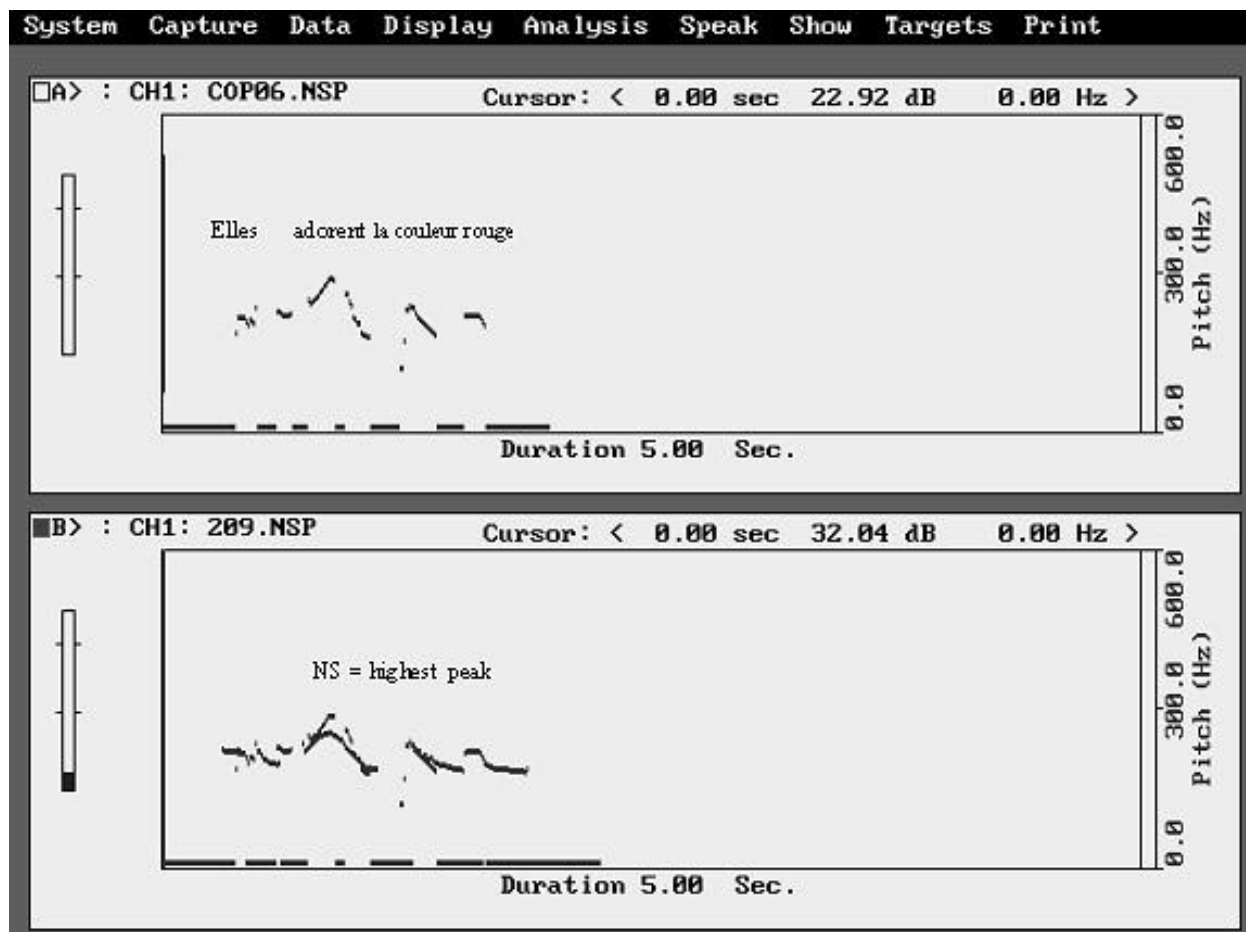 System Capture Data Display Analysis Speak Show Targets Print
□A> : CH1: COP06.NSP Cursor: < 0.00 sec 22.92 dB 0.00 Hz >
600.0
Elles adorent la couleur rouge
300.0
Pitch (Hz)
0.0
Duration 5.00 Sec.
■B> : CH1: 209.NSP Cursor: < 0.00 sec 32.04 dB 0.00 Hz >
600.0
NS = highest peak
300.0
Pitch (Hz)
0.0
Duration 5.00 Sec.